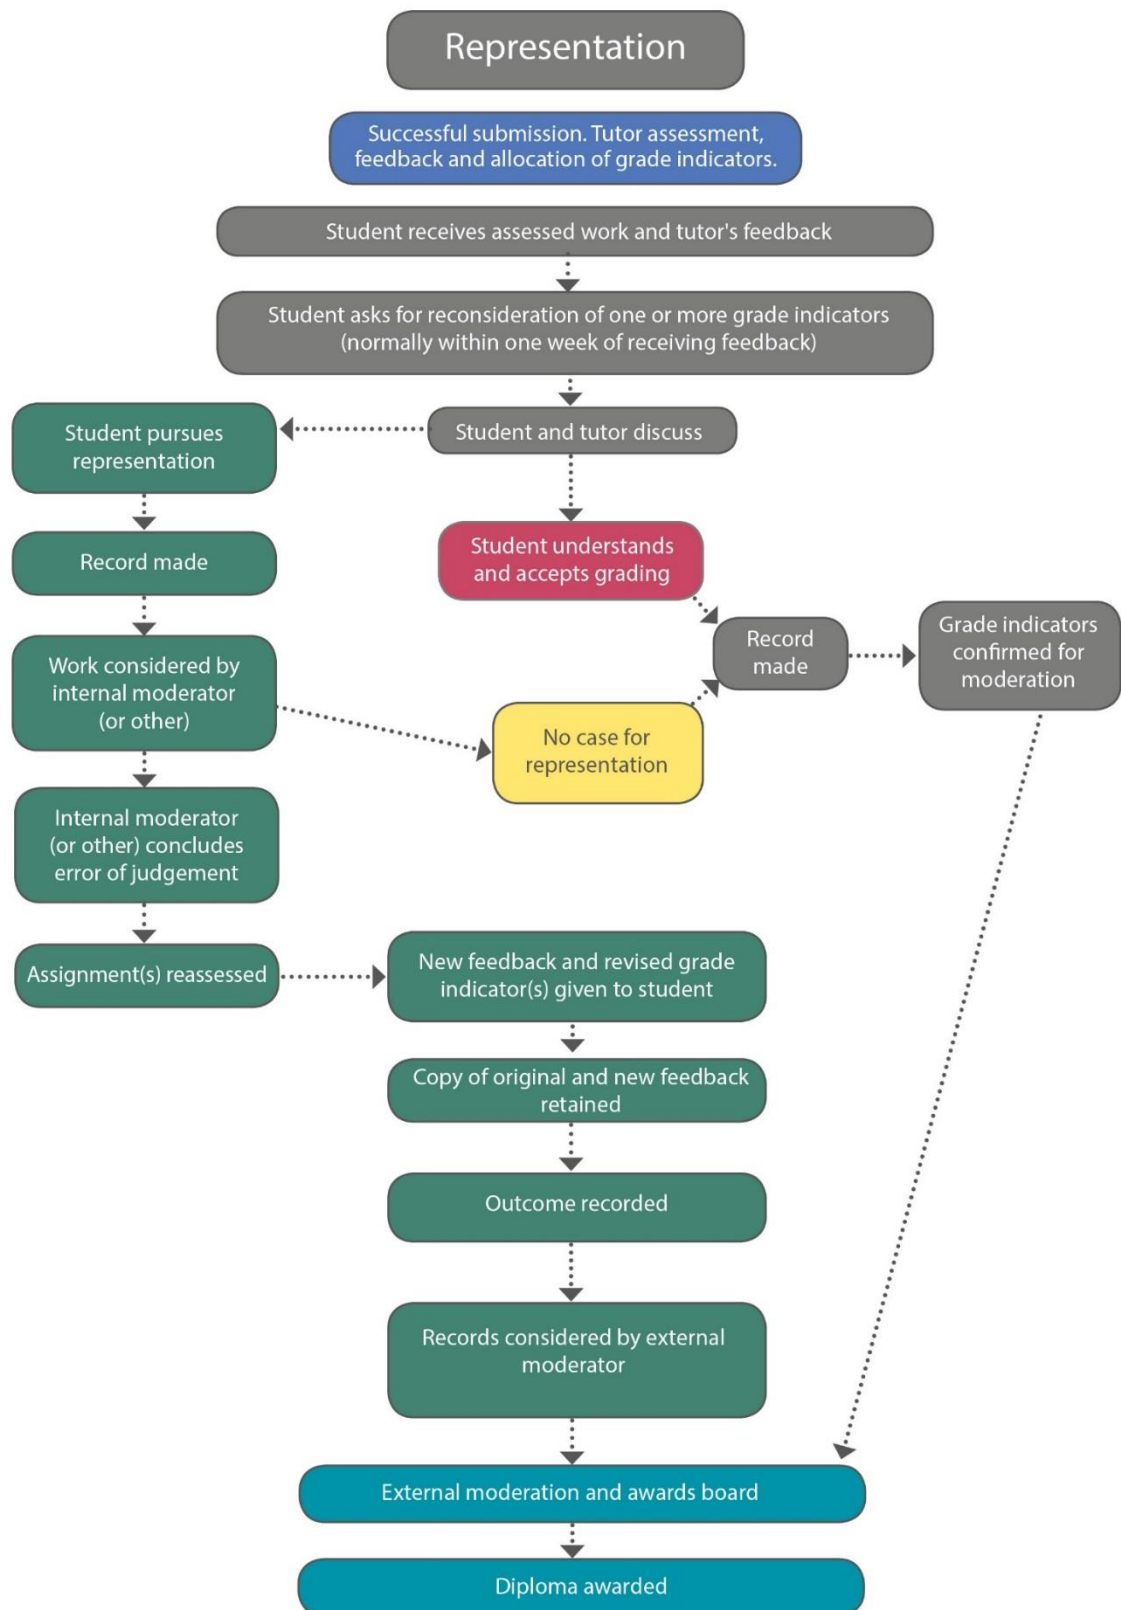 Representation
Successful submission. Tutor assessment,
feedback and allocation of grade indicators.
Student receives assessed work and tutor's feedback
Student asks for reconsideration of one or more grade indicators
(normally within one week of receiving feedback)
Student and tutor discuss
Student pursues
representation
Record made
Student understands
and accepts grading
Record
made
Grade indicators
confirmed for
moderation
Work considered by
internal moderator
(or other)
No case for
representation
Internal moderator
(or other) concludes
error of judgement
Assignment(s) reassessed
New feedback and revised grade
indicator(s) given to student
Copy of original and new feedback
retained
Outcome recorded
Records considered by external
moderator
External moderation and awards board
Diploma awarded